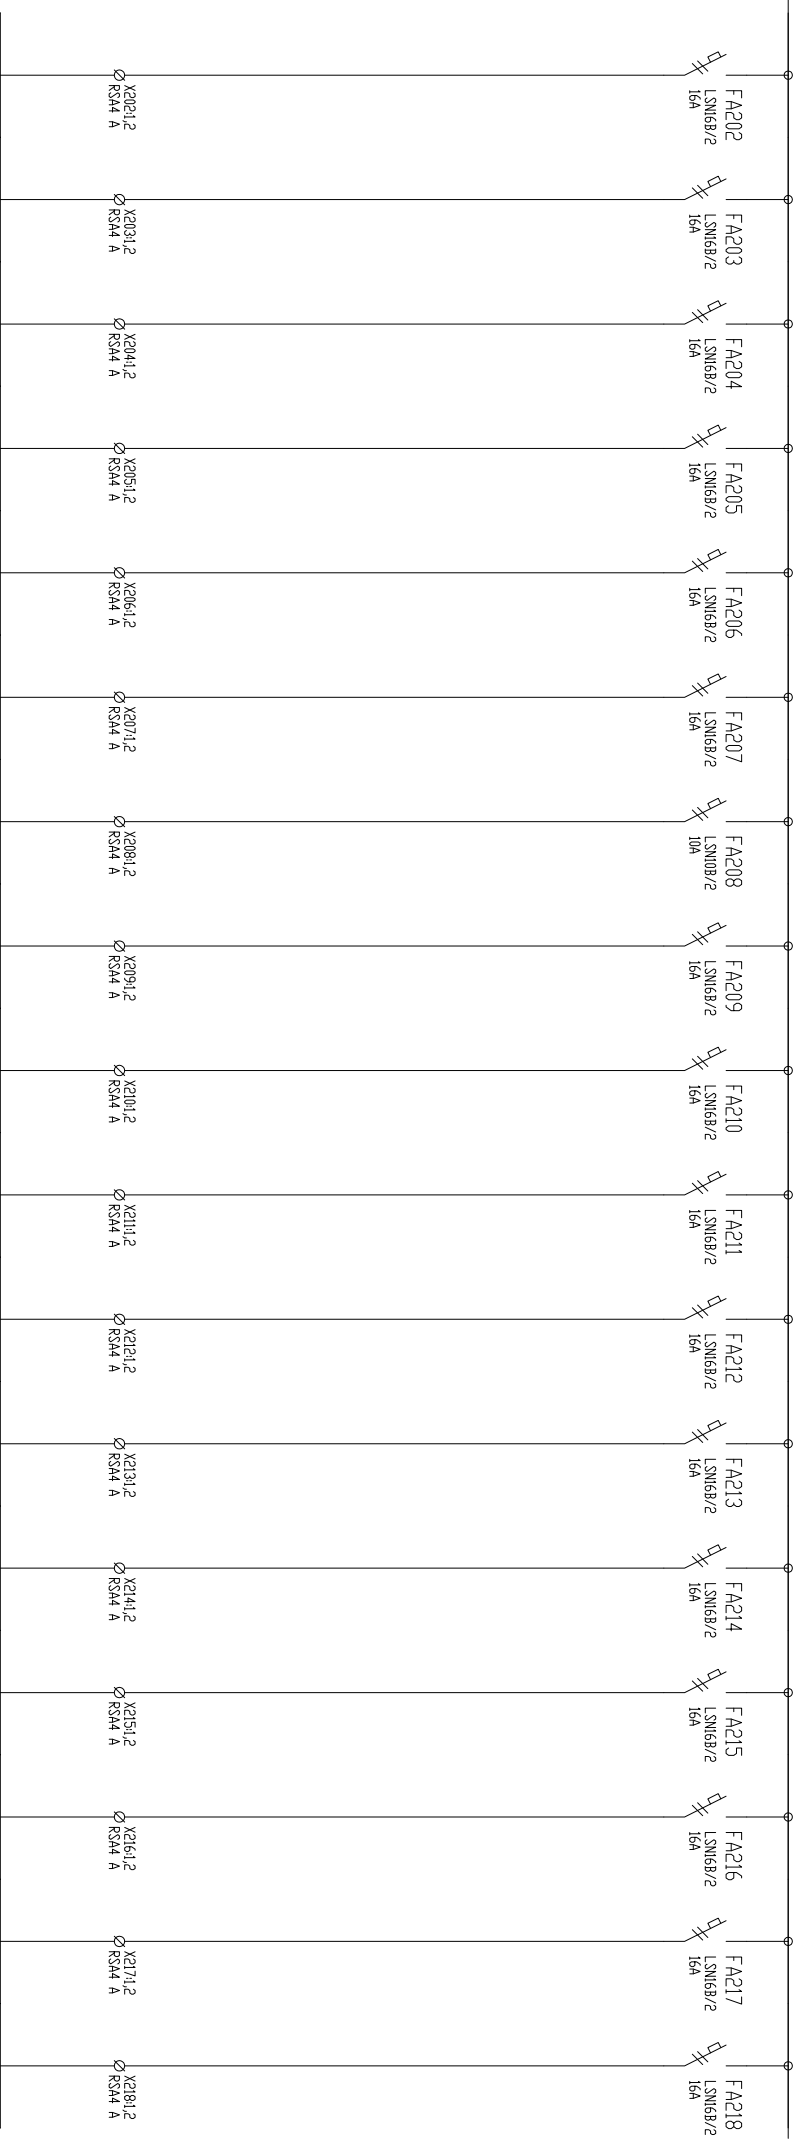 FA202
LSN16B/2
16A
X202:1,2
RSA4 A
FA203
LSN16B/2
16A
X203:1,2
RSA4 A
FA204
LSN16B/2
16A
X204:1,2
RSA4 A
FA205
LSN16B/2
16A
X205:1,2
RSA4 A
FA206
LSN16B/2
16A
X206:1,2
RSA4 A
FA207
LSN16B/2
16A
X207:1,2
RSA4 A
FA208
LSN10B/2
10A
X208:1,2
RSA4 A
FA209
LSN16B/2
16A
X209:1,2
RSA4 A
FA210
LSN16B/2
16A
X210:1,2
RSA4 A
FA211
LSN16B/2
16A
X211:1,2
RSA4 A
FA212
LSN16B/2
16A
X212:1,2
RSA4 A
FA213
LSN16B/2
16A
X213:1,2
RSA4 A
FA214
LSN16B/2
16A
X214:1,2
RSA4 A
FA215
LSN16B/2
16A
X215:1,2
RSA4 A
FA216
LSN16B/2
16A
X216:1,2
RSA4 A
FA217
LSN16B/2
16A
X217:1,2
RSA4 A
FA218
LSN16B/2
16A
X218:1,2
RSA4 A